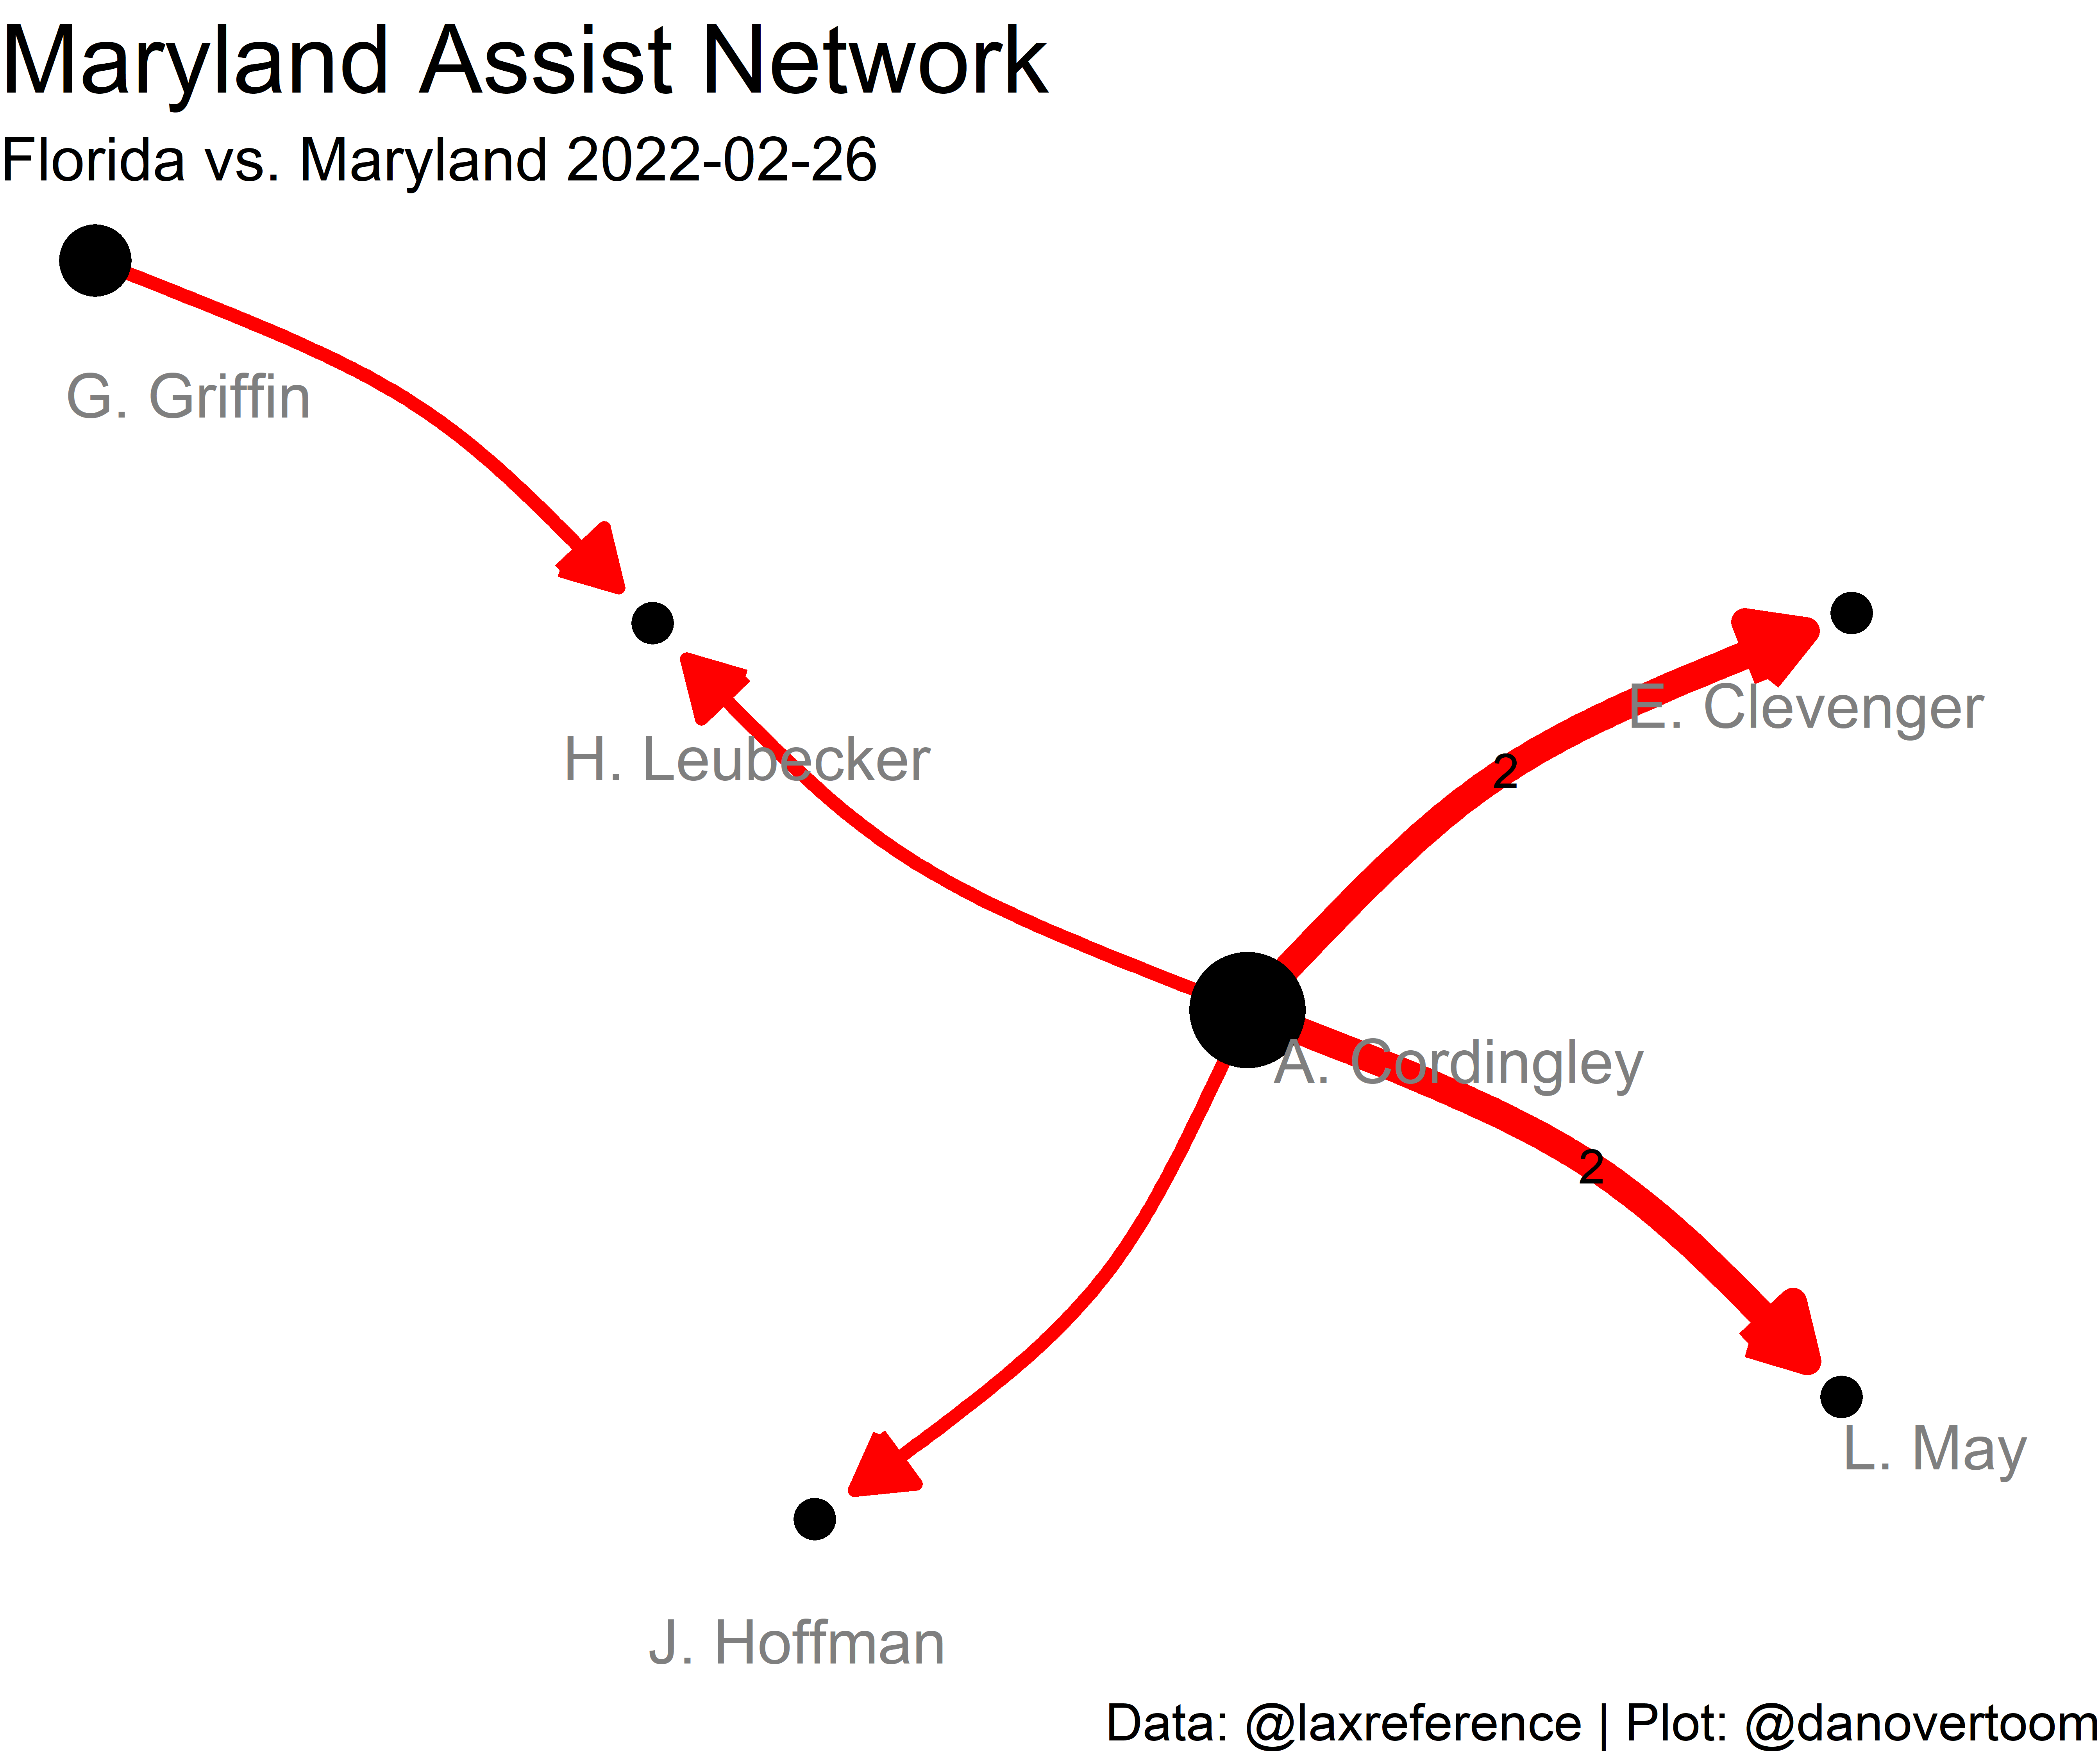 Maryland Assist Network
Florida vs. Maryland 2022-02-26
G. Griffin
E. Clevenger
H. Leubecker
2
A. Cordingley
2
L. May
J. Hoffman
Data: @laxreference | Plot: @danovertoom